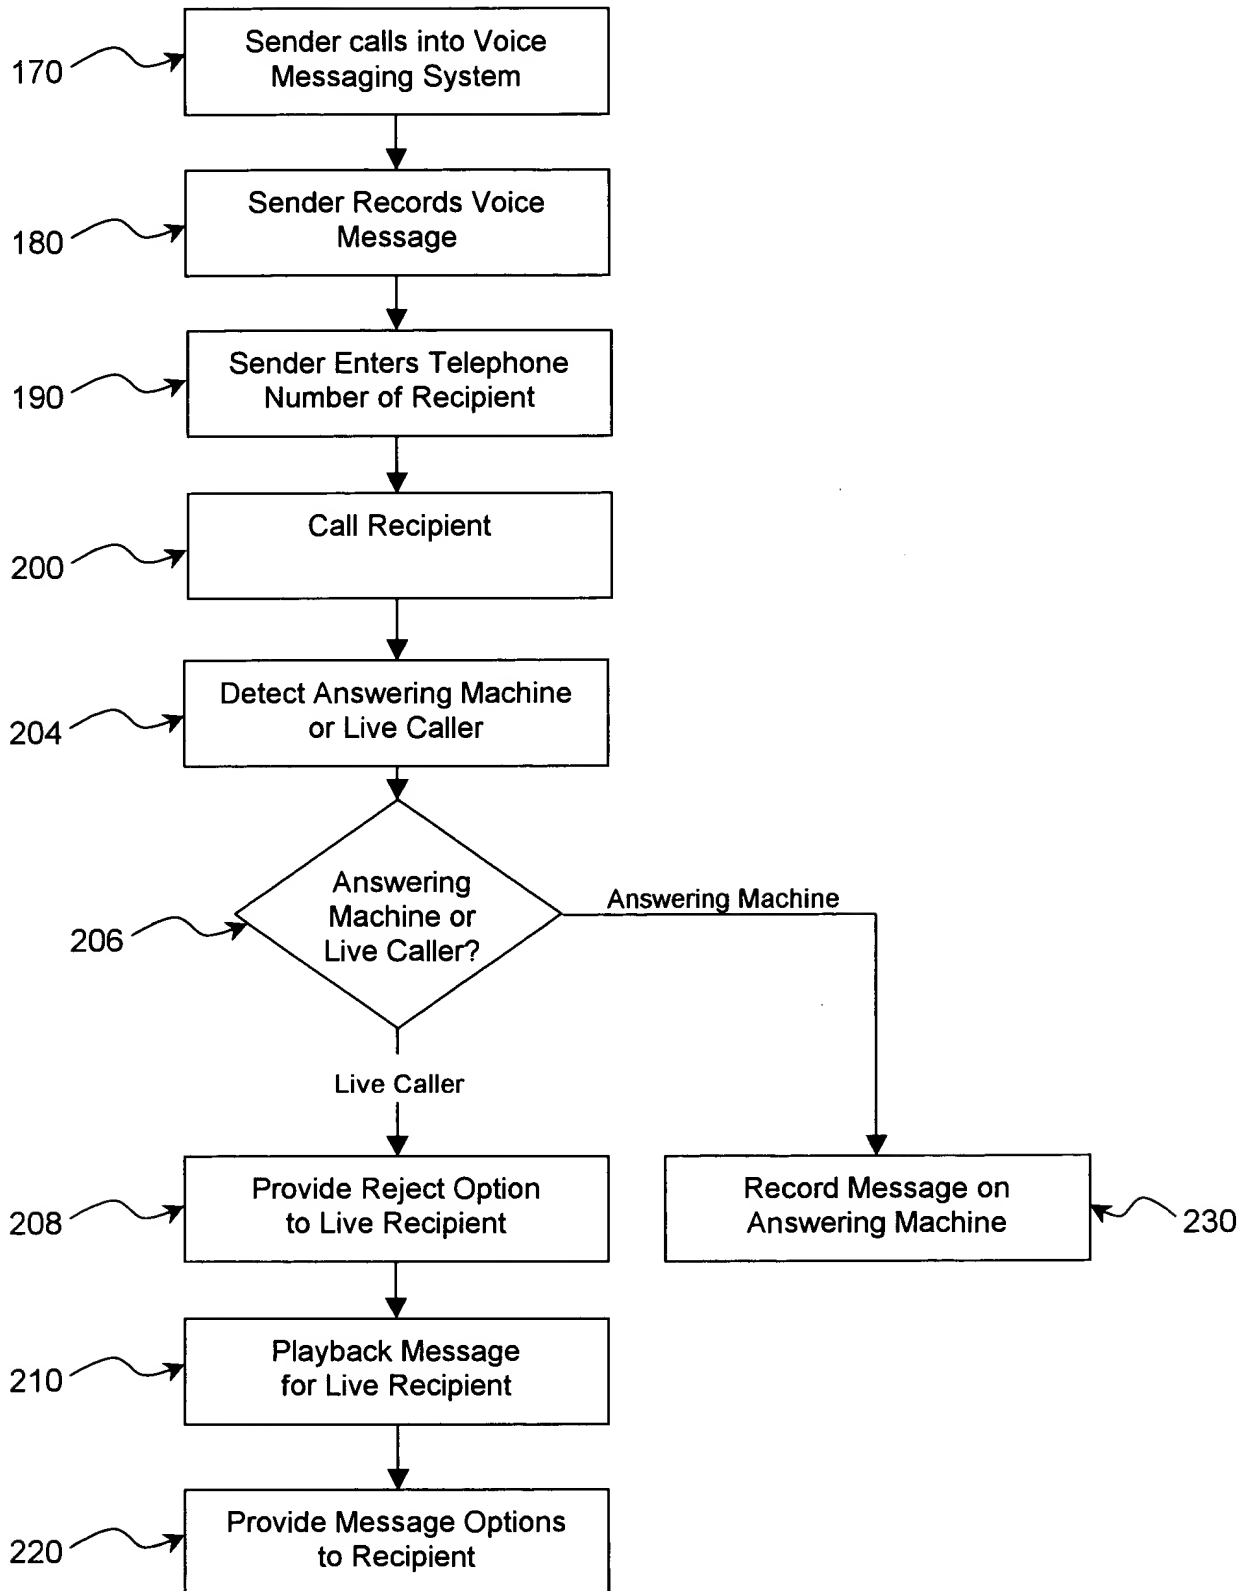 Sender calls into Voice
Messaging System
170
Sender Records Voice
Message
180
Sender Enters Telephone
Number of Recipient
190
Call Recipient
200
Detect Answering Machine
or Live Caller
204
Answering
Machine or
Live Caller?
206
Answering Machine
Live Caller
Provide Reject Option
to Live Recipient
208
Record Message on
Answering Machine
230
Playback Message
for Live Recipient
210
Provide Message Options
to Recipient
220